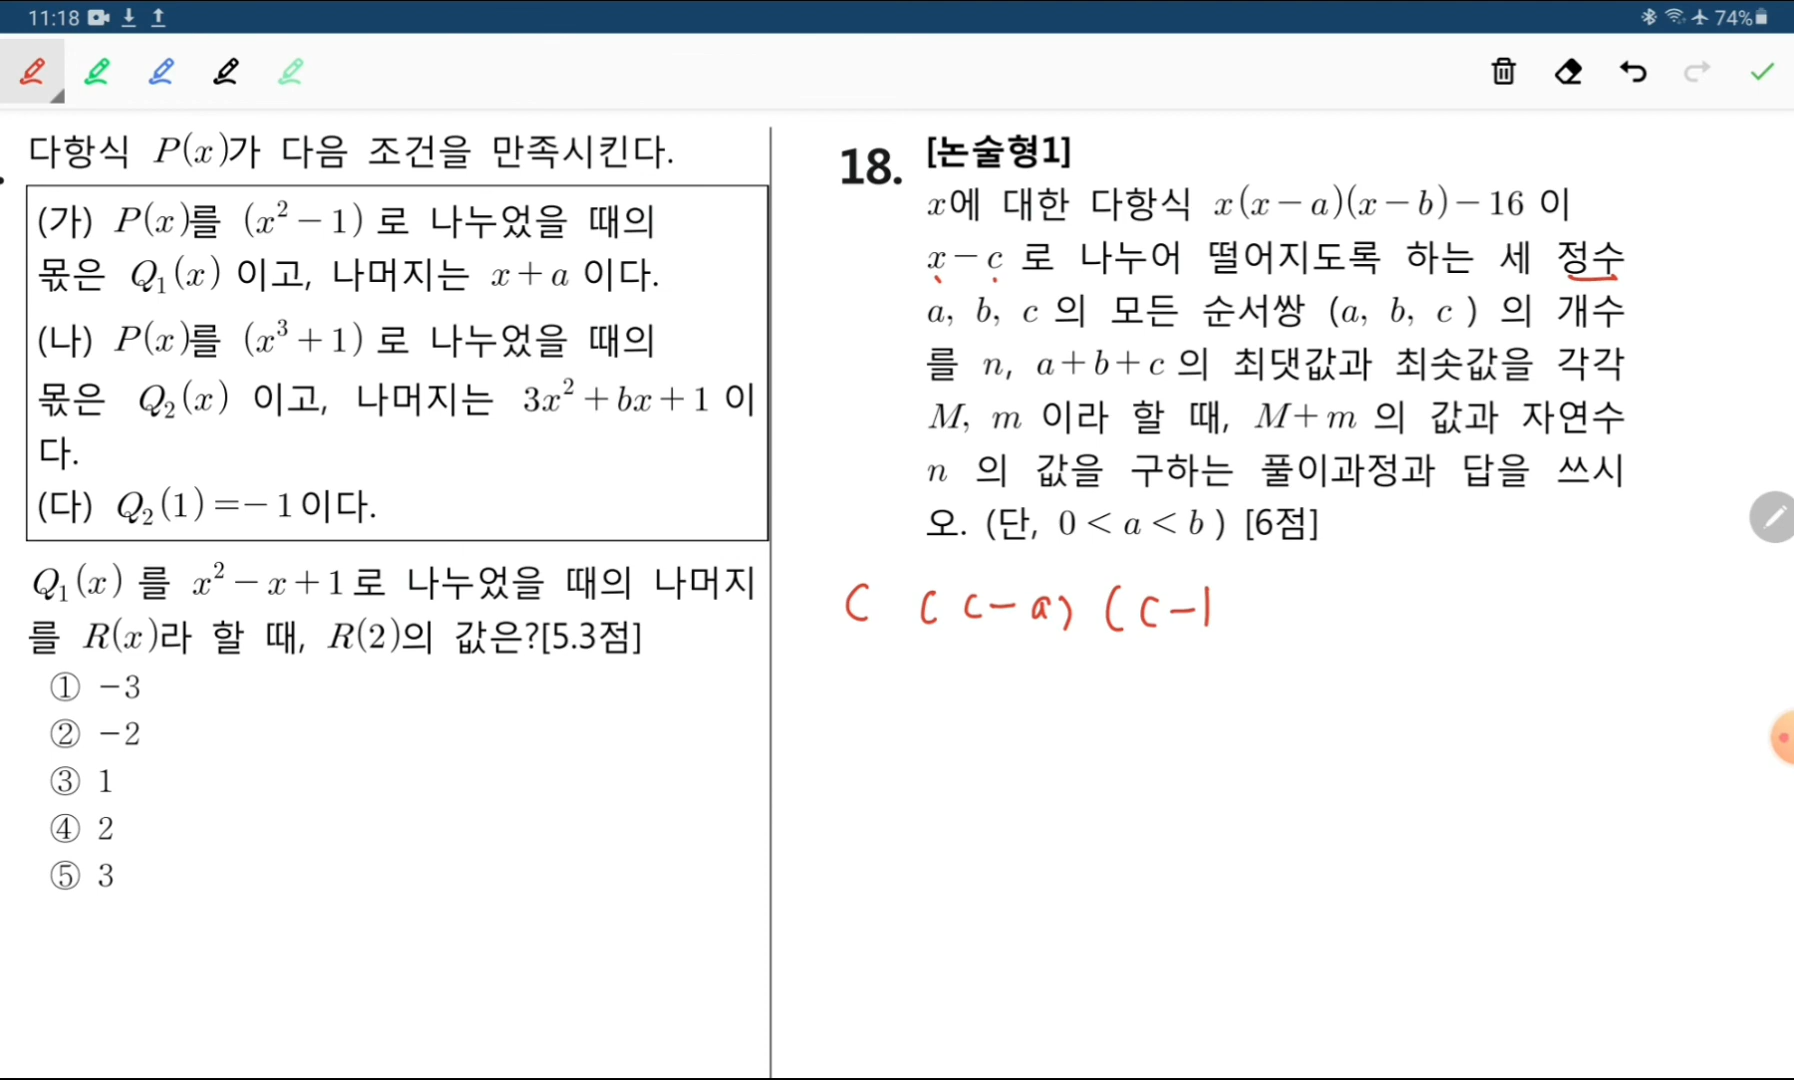 11:18
74%
다항식 P(x)가 다음 조건을 만족시킨다.
(가) P(x)를 (x²-1)로 나누었을 때의
몫은 Q₁(x)이고, 나머지는 x+a이다.
(나) P(x)를 (x³+1)로 나누었을 때의
몫은 Q₂(x)이고, 나머지는 3x²+bx+1이
다.
(다) Q₂(1)=-1이다.
Q₁(x)를 x²-x+1로 나누었을 때의 나머지
를 R(x)라 할 때, R(2)의 값은?[5.3점]
① -3
② -2
③ 1
④ 2
⑤ 3
18. [논술형1]
x에 대한 다항식 x(x-a)(x-b)-16이
x-c로 나누어 떨어지도록 하는 세 정수
a, b, c의 모든 순서쌍 (a, b, c)의 개수
를 n, a+b+c의 최댓값과 최솟값을 각각
M, m이라 할 때, M+m의 값과 자연수
n의 값을 구하는 풀이과정과 답을 쓰시
오. (단, 0<a<b) [6점]
c (c-a) (c-l